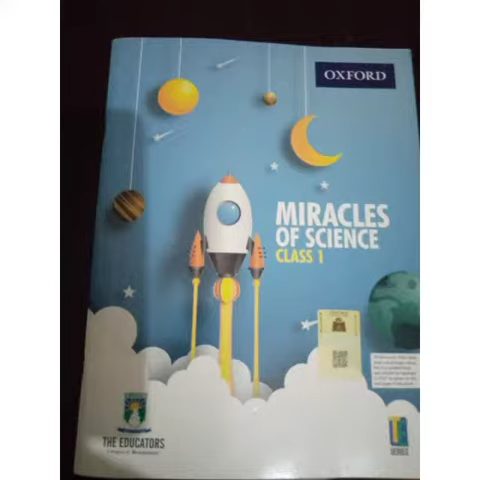 OXFORD
MIRACLES
OF SCIENCE
CLASS 1
THE EDUCATORS